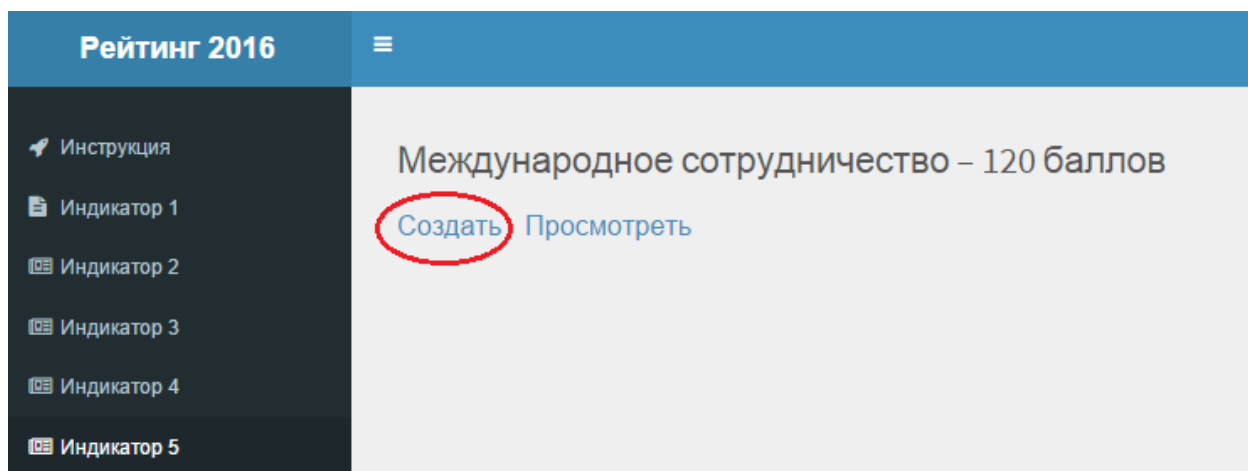 Рейтинг 2016
Инструкция
Индикатор 1
Индикатор 2
Индикатор 3
Индикатор 4
Индикатор 5
Международное сотрудничество – 120 баллов
Создать Просмотреть